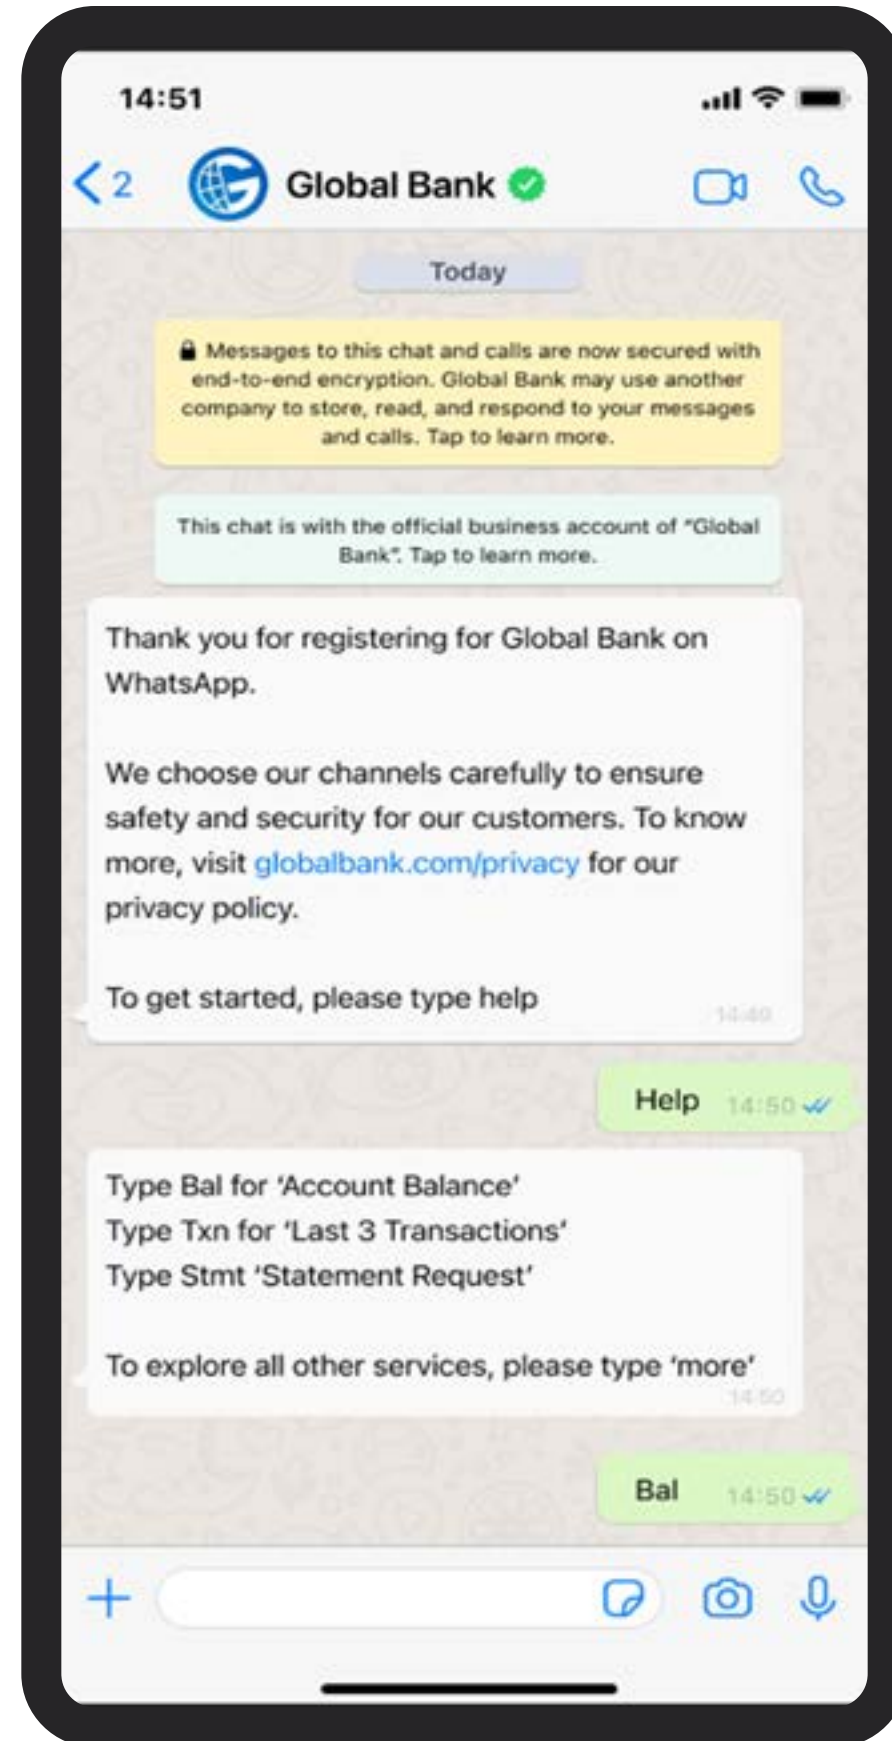 14:51
2
Global Bank
Today
Messages to this chat and calls are now secured with
end-to-end encryption. Global Bank may use another
company to store, read, and respond to your messages
and calls. Tap to learn more.
This chat is with the official business account of "Global
Bank". Tap to learn more.
Thank you for registering for Global Bank on
WhatsApp.
We choose our channels carefully to ensure
safety and security for our customers. To know
more, visit globalbank.com/privacy for our
privacy policy.
To get started, please type help
Help 14:50
Type Bal for ‘Account Balance’
Type Txn for ‘Last 3 Transactions’
Type Stmt ‘Statement Request’
To explore all other services, please type ‘more’
14:50
Bal 14:50